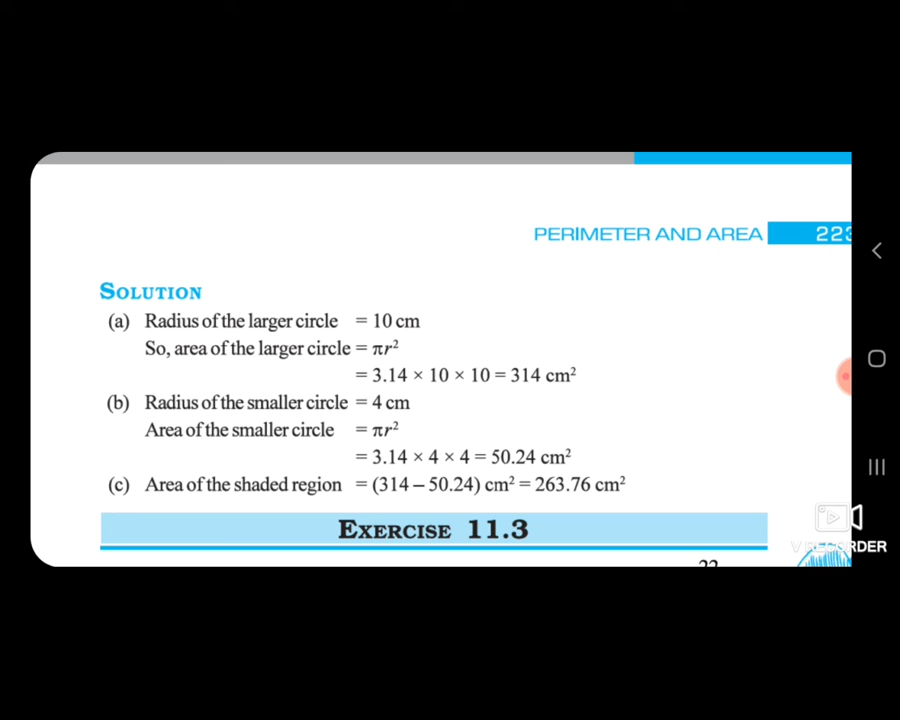 PERIMETER AND AREA 223
SOLUTION
(a) Radius of the larger circle = 10 cm
So, area of the larger circle = πr²
= 3.14 × 10 × 10 = 314 cm²
(b) Radius of the smaller circle = 4 cm
Area of the smaller circle = πr²
= 3.14 × 4 × 4 = 50.24 cm²
(c) Area of the shaded region = (314 – 50.24) cm² = 263.76 cm²
V RECORDER
EXERCISE 11.3